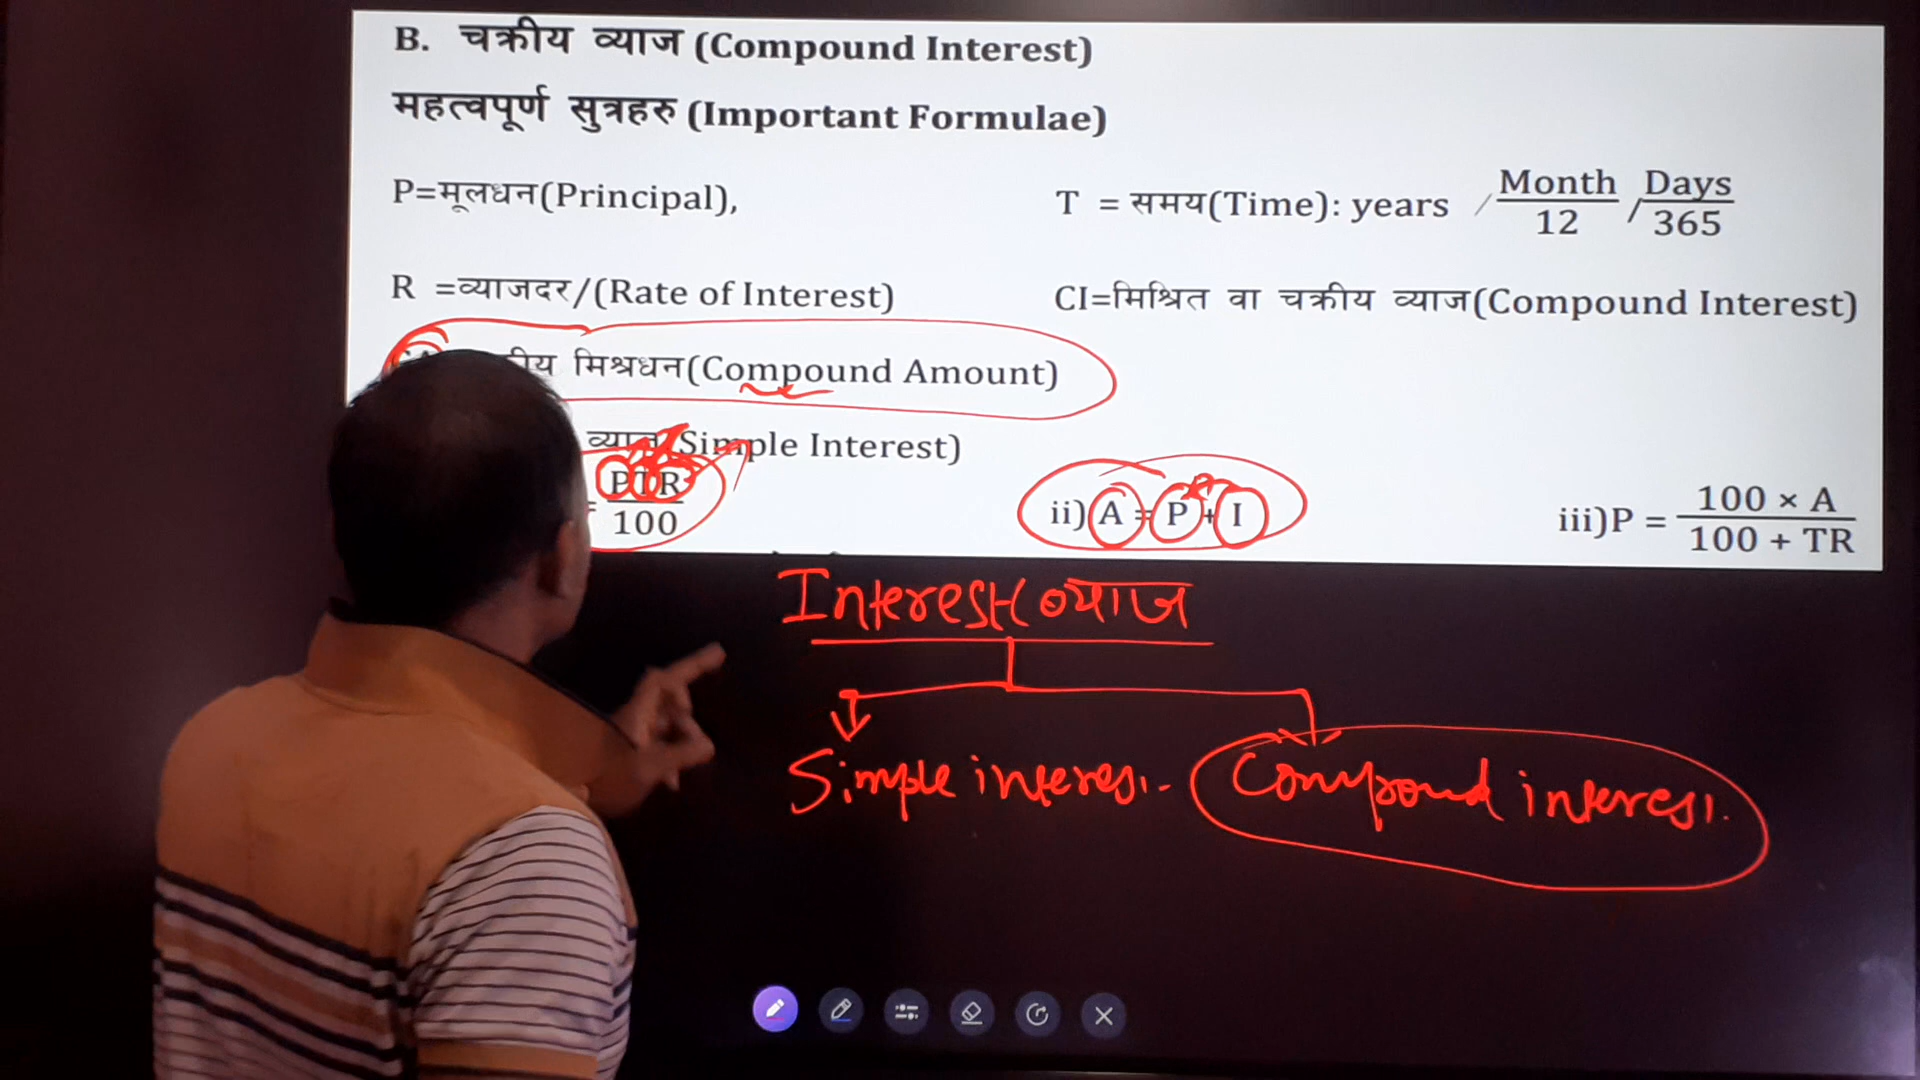 B. चक्रीय व्याज (Compound Interest)
महत्वपूर्ण सुत्रहरु (Important Formulae)
P=मूलधन(Principal),
T = समय(Time): years / Month/12 / Days/365
R =व्याजदर/(Rate of Interest)
CI=मिश्रित वा चक्रीय व्याज(Compound Interest)
मिश्रधन(Compound Amount)
व्याज(Simple Interest)
= PTR/100
ii) A = P + I
iii)P = 100 × A / 100 + TR
Interest(व्याज
Simple interes.
Compound interes.